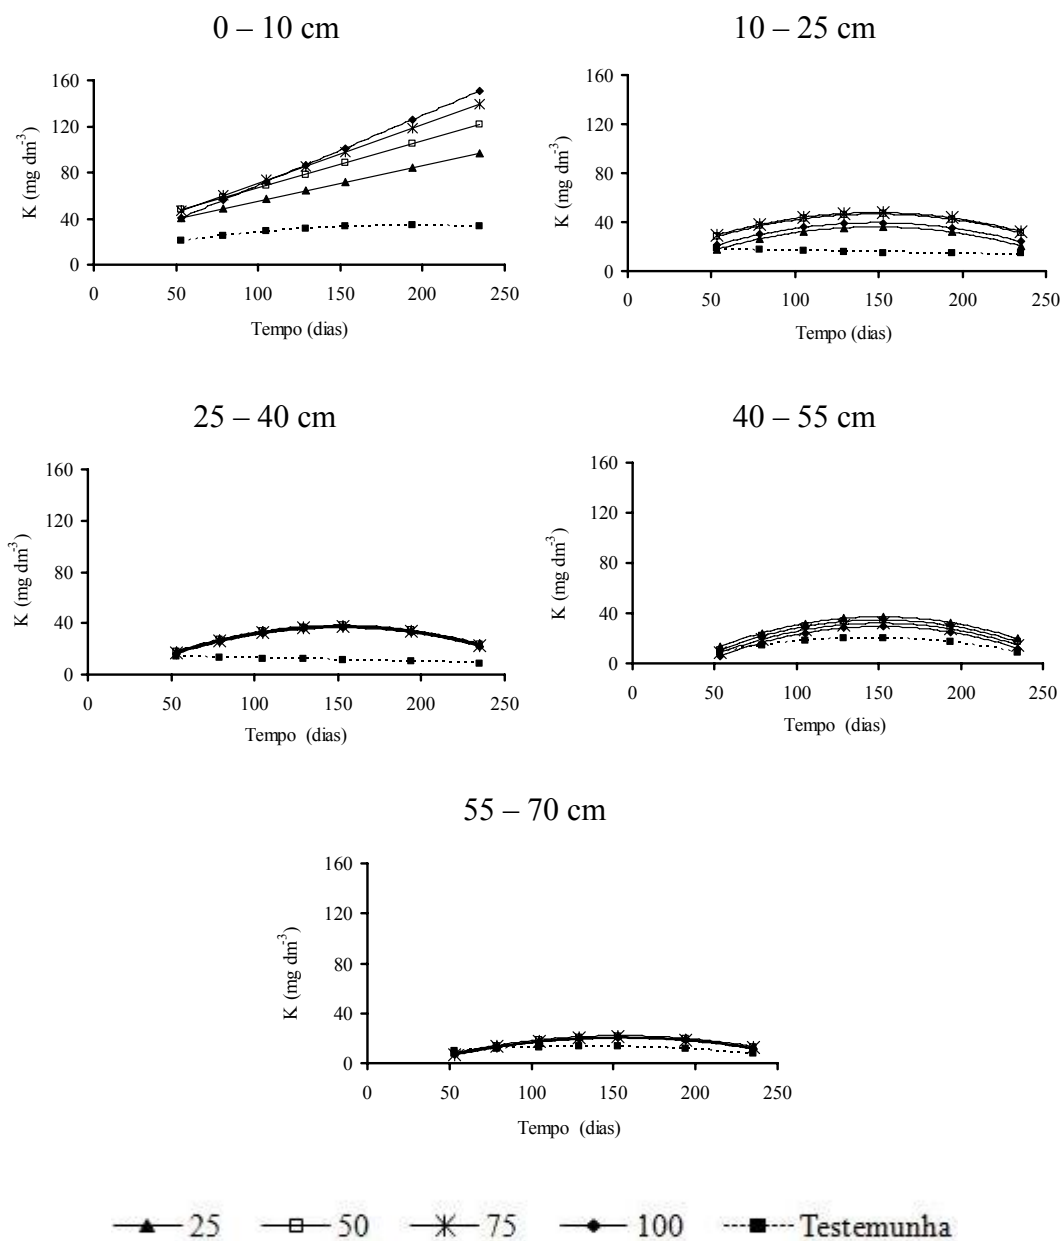 0 – 10 cm
10 – 25 cm
160
120
80
40
0
K (mg dm-3)
0 50 100 150 200 250
Tempo (dias)
160
120
80
40
0
K (mg dm-3)
0 50 100 150 200 250
Tempo (dias)
25 – 40 cm
40 – 55 cm
160
120
80
40
0
K (mg dm-3)
0 50 100 150 200 250
Tempo (dias)
160
120
80
40
0
K (mg dm-3)
0 50 100 150 200 250
Tempo (dias)
55 – 70 cm
160
120
80
40
0
K (mg dm-3)
0 50 100 150 200 250
Tempo (dias)
25 50 75 100 Testemunha